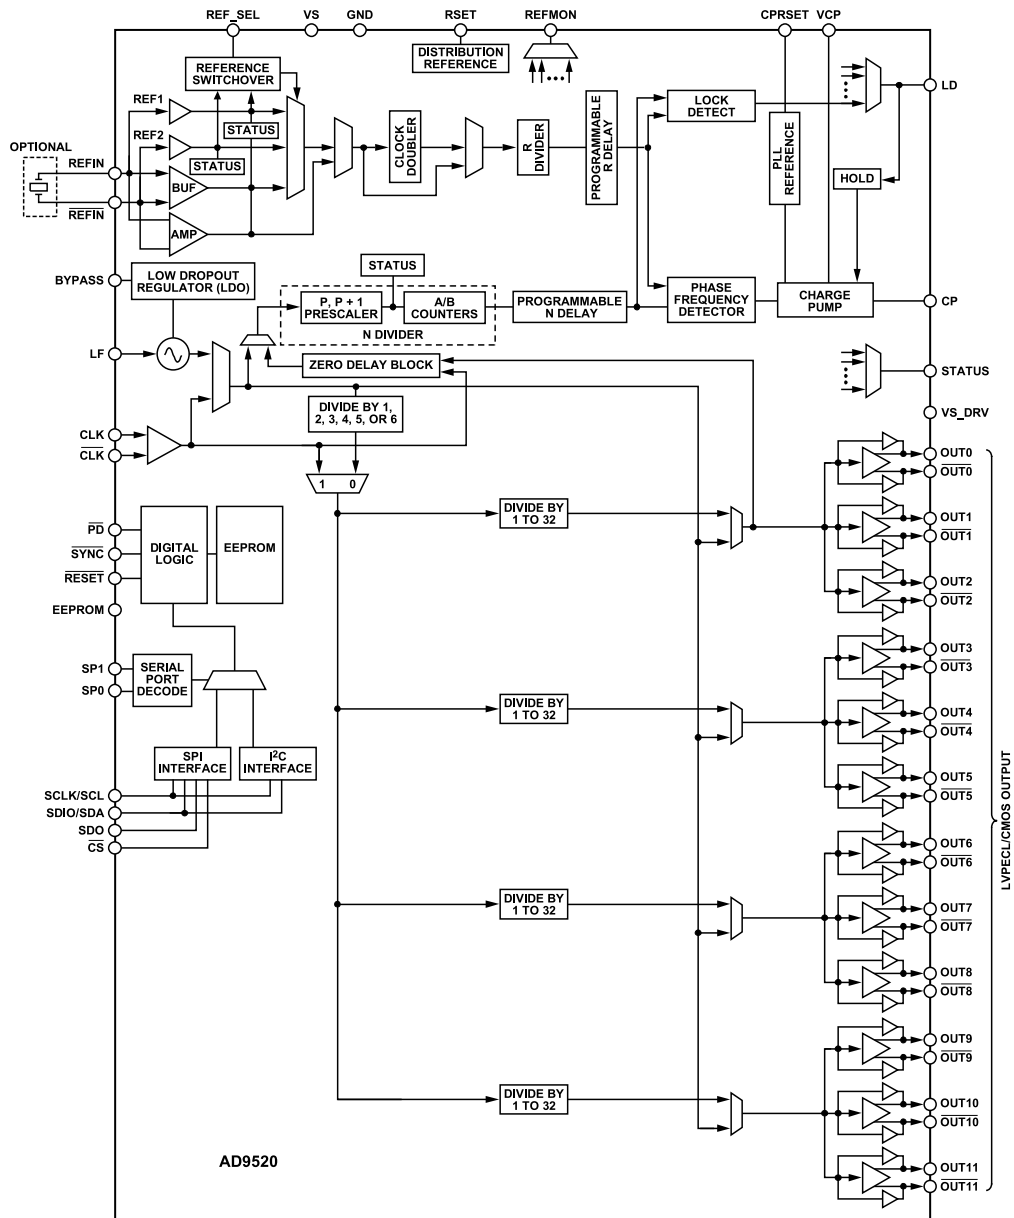 REF_SEL VS GND RSET REFMON CPRSET VCP
DISTRIBUTION
REFERENCE
REFERENCE
SWITCHOVER
REF1
REF2
STATUS
STATUS
OPTIONAL
REFIN
REFIN
BUF
AMP
CLOCK
DOUBLER
R
DIVIDER
PROGRAMMABLE
R DELAY
LOCK
DETECT
LD
PLL
REFERENCE
HOLD
BYPASS
LOW DROPOUT
REGULATOR (LDO)
STATUS
P, P + 1
PRESCALER
A/B
COUNTERS
N DIVIDER
PROGRAMMABLE
N DELAY
PHASE
FREQUENCY
DETECTOR
CHARGE
PUMP
CP
LF
ZERO DELAY BLOCK
STATUS
DIVIDE BY 1,
2, 3, 4, 5, OR 6
VS_DRV
CLK
CLK
1 0
OUT0
OUT0
DIVIDE BY
1 TO 32
OUT1
OUT1
PD
SYNC
RESET
DIGITAL
LOGIC
EEPROM
OUT2
OUT2
EEPROM
SP1
SP0
SERIAL
PORT
DECODE
OUT3
OUT3
DIVIDE BY
1 TO 32
OUT4
OUT4
SPI
INTERFACE
I2C
INTERFACE
OUT5
OUT5
SCLK/SCL
SDIO/SDA
SDO
CS
OUT6
OUT6
LVPECL/CMOS OUTPUT
DIVIDE BY
1 TO 32
OUT7
OUT7
OUT8
OUT8
OUT9
OUT9
DIVIDE BY
1 TO 32
OUT10
OUT10
AD9520
OUT11
OUT11